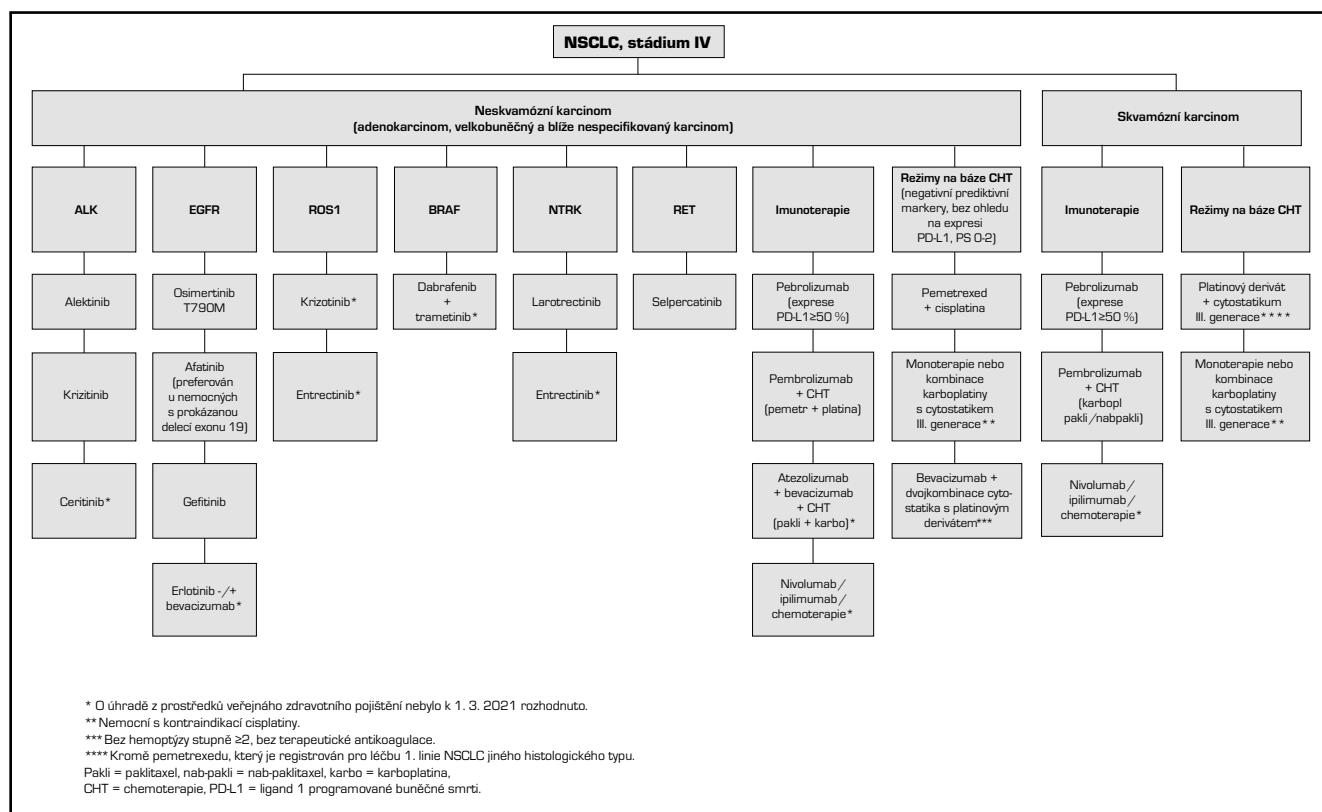 NSCLC, stádium IV
Neskvamózní karcinom
(adenokarcinom, velkobuněčný a blíže nespecifikovaný karcinom)
Skvamózní karcinom
ALK
EGFR
ROS1
BRAF
NTRK
RET
Imunoterapie
Režimy na báze CHT
(negativní prediktivní
markery, bez ohledu
na expresi
PD-L1, PS 0-2)
Imunoterapie
Režimy na báze CHT
Alektinib
Osimertinib
T790M
Krizotinib*
Dabrafenib
+
trametinib*
Larotrectinib
Selpercatinib
Pebrolizumab
(exprese
PD-L1≥50 %)
Pemetrexed
+ cisplatina
Pebrolizumab
(exprese
PD-L1≥50 %)
Platinový derivát
+ cytostatikum
III. generace****
Krizitinib
Afatinib
(preferován
u nemocných
s prokázanou
delecí exonu 19)
Entrectinib*
Entrectinib*
Pembrolizumab
+ CHT
(pemetr + platina)
Monoterapie nebo
kombinace
karboplatiny
s cytostatikem
III. generace**
Pembrolizumab
+ CHT
(karbopl
pakli/nabpakli)
Monoterapie nebo
kombinace
karboplatiny
s cytostatikem
III. generace**
Ceritinib*
Gefitinib
Atezolizumab
+ bevacizumab
+ CHT
(pakli + karbo)*
Bevacizumab +
dvojkombinace cyto-
statika s platinovým
derivátem***
Nivolumab/
ipilimumab/
chemoterapie*
Erlotinib -/+
bevacizumab*
Nivolumab/
ipilimumab/
chemoterapie*
* O úhradě z prostředků veřejnáho zdravotního pojištění nebylo k 1. 3. 2021 rozhodnuto.
** Nemocní s kontraindikací cisplatiny.
*** Bez hemoptýzy stupně ≥2, bez terapeutické antikoagulace.
**** Kromě pemetrexedu, který je registrován pro léčbu 1. linie NSCLC jiného histologického typu.
Pakli = paklitaxel, nab-pakli = nab-paklitaxel, karbo = karboplatina,
CHT = chemoterapie, PD-L1 = ligand 1 programované buněčné smrti.